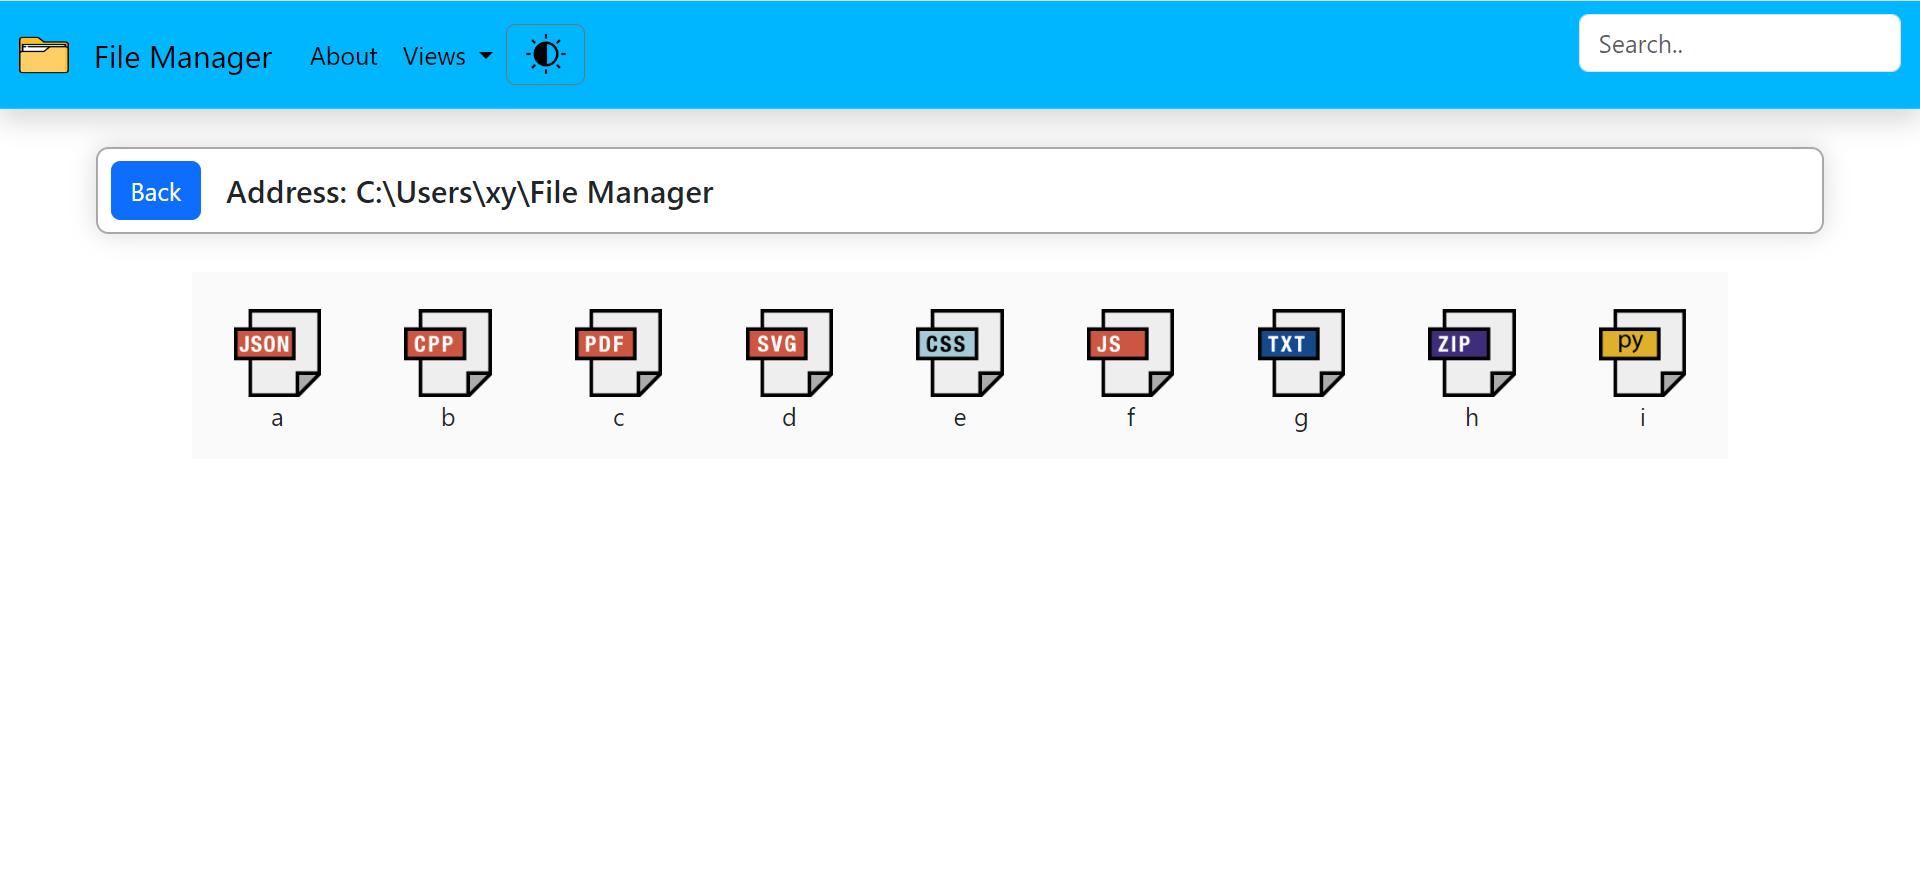 File Manager About Views Search..
Back Address: C:\Users\xy\File Manager
JSON CPP PDF SVG CSS JS TXT ZIP py
a b c d e f g h i